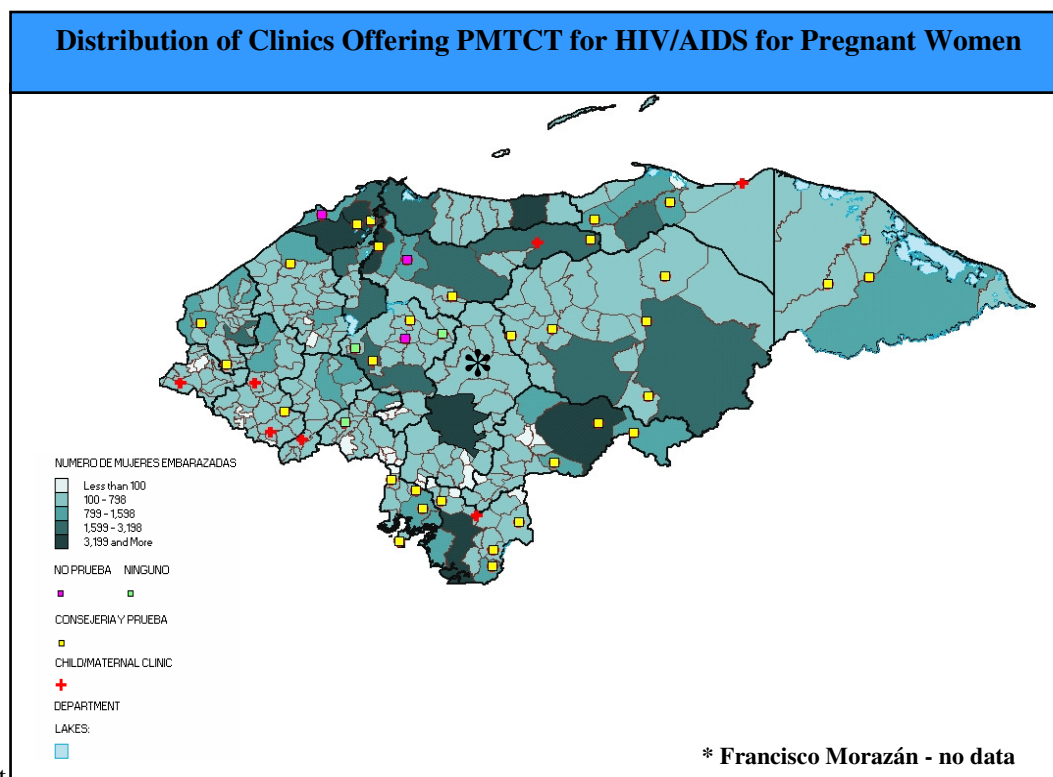 Distribution of Clinics Offering PMTCT for HIV/AIDS for Pregnant Women
*
NUMERO DE MUJERES EMBARAZADAS
Less than 100
100 - 798
799 - 1,598
1,599 - 3,198
3,199 and More
NO PRUEBA NINGUNO
CONSEJERIA Y PRUEBA
CHILD/MATERNAL CLINIC
DEPARTMENT
LAKES:
* Francisco Morazán - no data
t